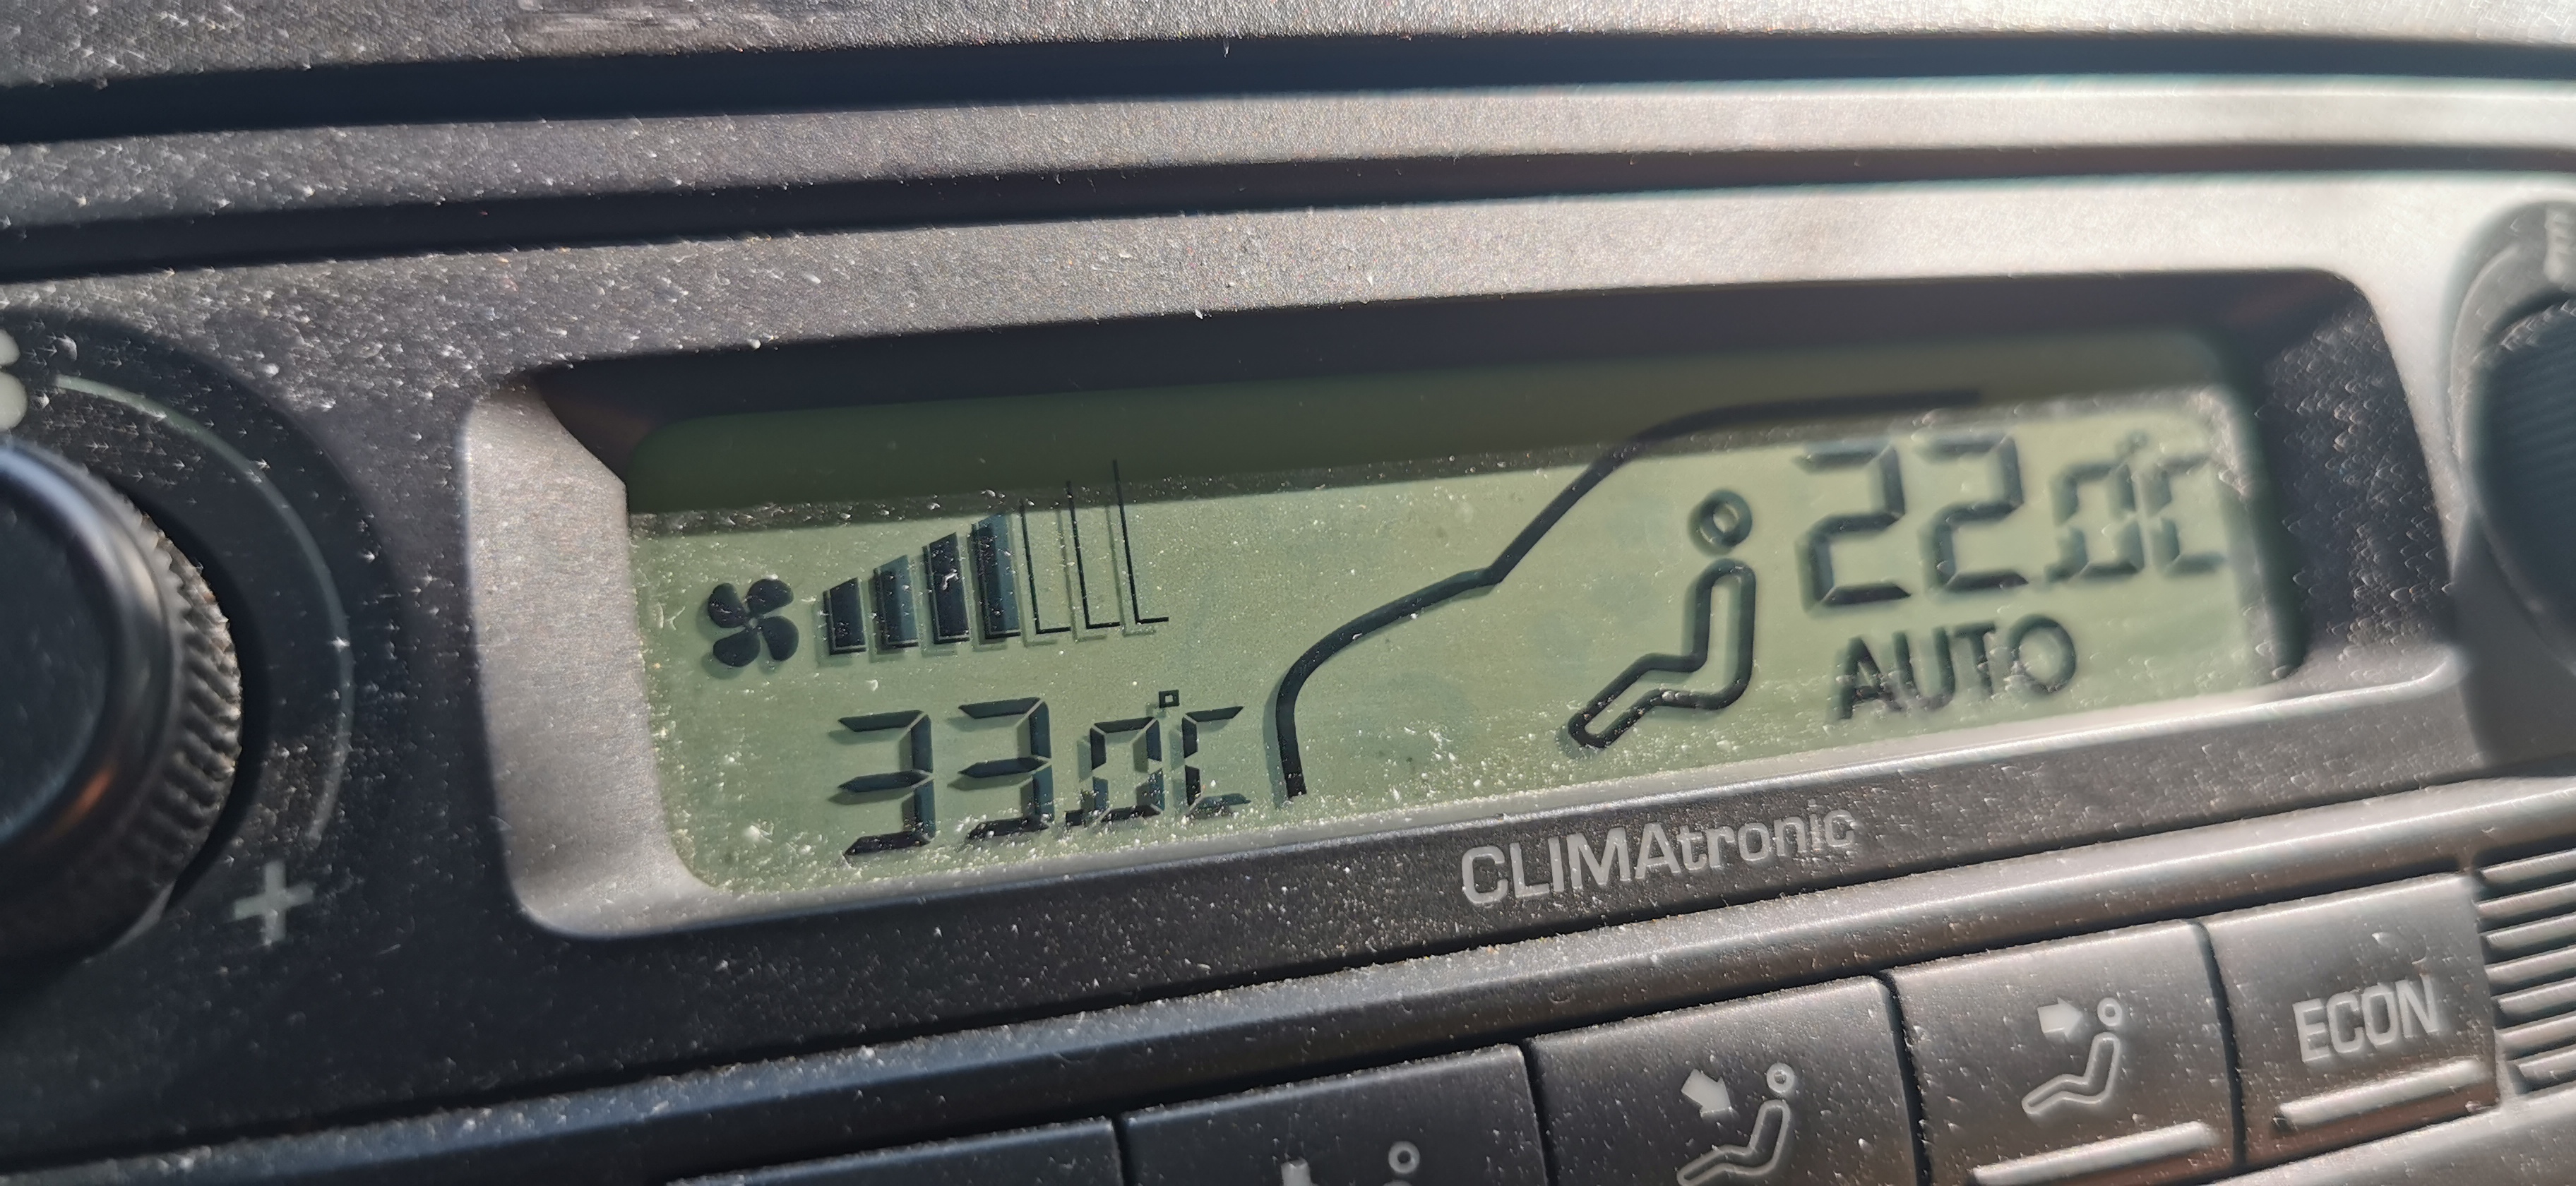 22.0°C
AUTO
33.0°C
CLIMAtronic
+
ECON